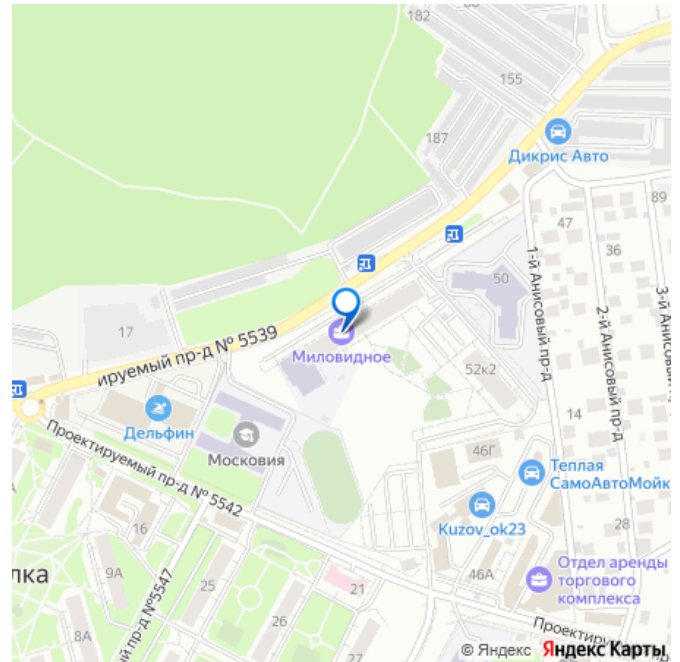 182
155
187
Дикрис Авто
89
47
36
50
1-й Анисовый пр-д
2-й Анисовый пр-д
3-й Анисовый
17
ируемый пр-д № 5539
Миловидное
52к2
Дельфин
Московия
14
Проектируемый пр-д № 5542
46Г
Теплая
СамоАвтоМойк
16
Kuzov_ok23
28
лка
9А
25
21
46А
Отдел аренды
торгового
комплекса
26
8А
й пр-д №5547
27
Проектир
© Яндекс Яндекс Карты